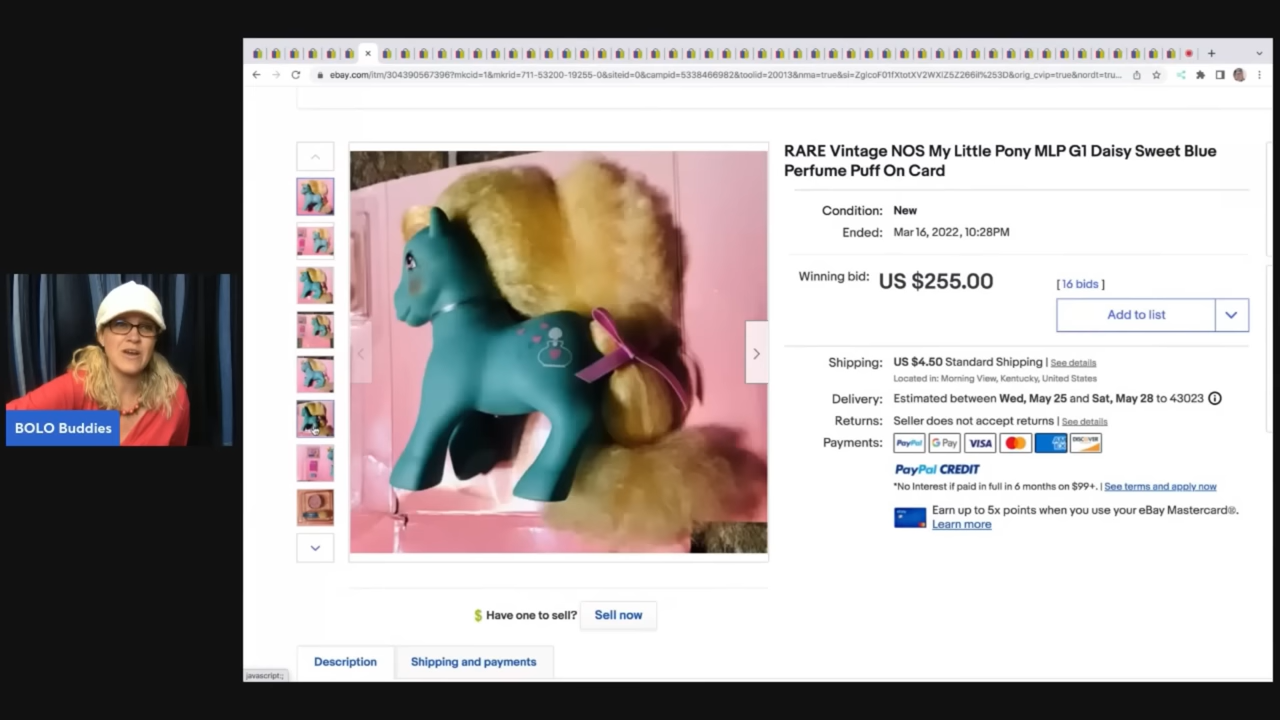 ebay.com/itm/304390567396?mkcid=1&mkrid=711-53200-19255-0&siteid=0&campid=5338466982&toolid=20013&nma=true&si=ZglcoF01fXtotXV2WXlZ5Z266iI%253D&orig_cvip=true&nordt=tru...
RARE Vintage NOS My Little Pony MLP G1 Daisy Sweet Blue
Perfume Puff On Card
Condition: New
Ended: Mar 16, 2022, 10:28PM
Winning bid: US $255.00 [ 16 bids ]
Add to list
Shipping: US $4.50 Standard Shipping | See details
Located in: Morning View, Kentucky, United States
Delivery: Estimated between Wed, May 25 and Sat, May 28 to 43023
Returns: Seller does not accept returns | See details
Payments: PayPal G Pay VISA DISCOVER
PayPal CREDIT
*No Interest if paid in full in 6 months on $99+. | See terms and apply now
Earn up to 5x points when you use your eBay Mastercard®.
Learn more
BOLO Buddies
$ Have one to sell? Sell now
Description Shipping and payments
javascript:;